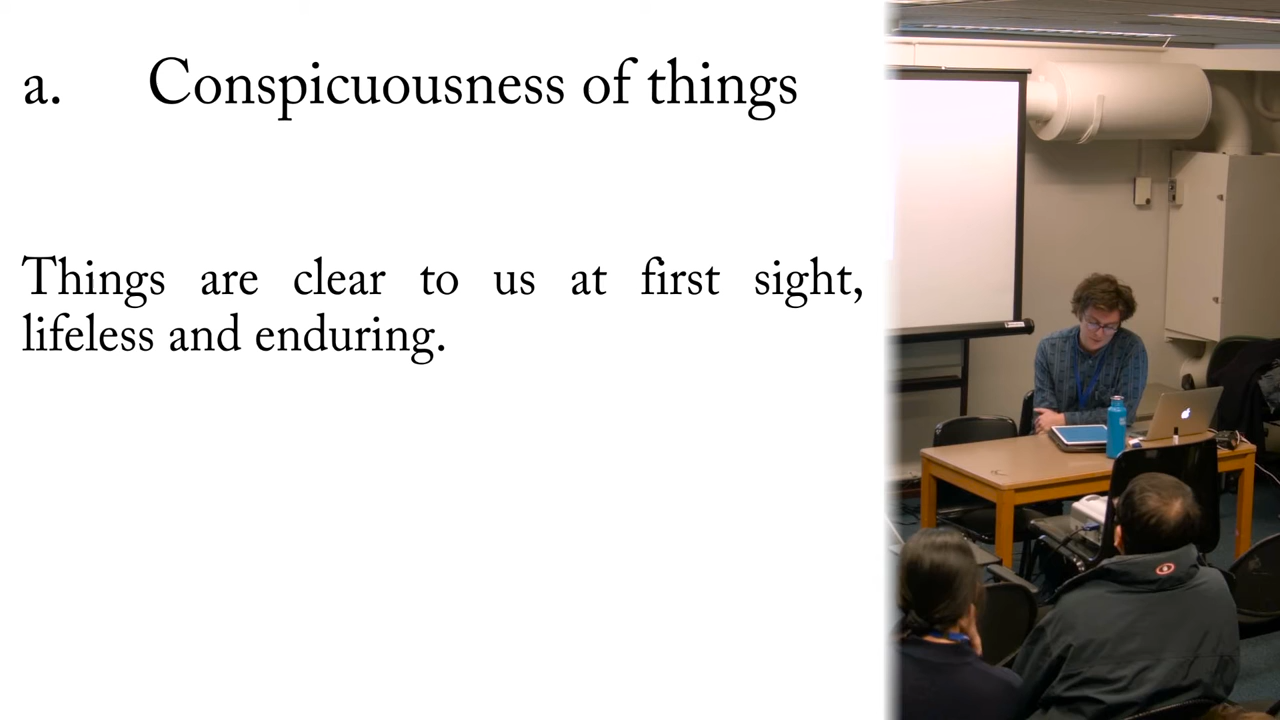 a. Conspicuousness of things
Things are clear to us at first sight,
lifeless and enduring.